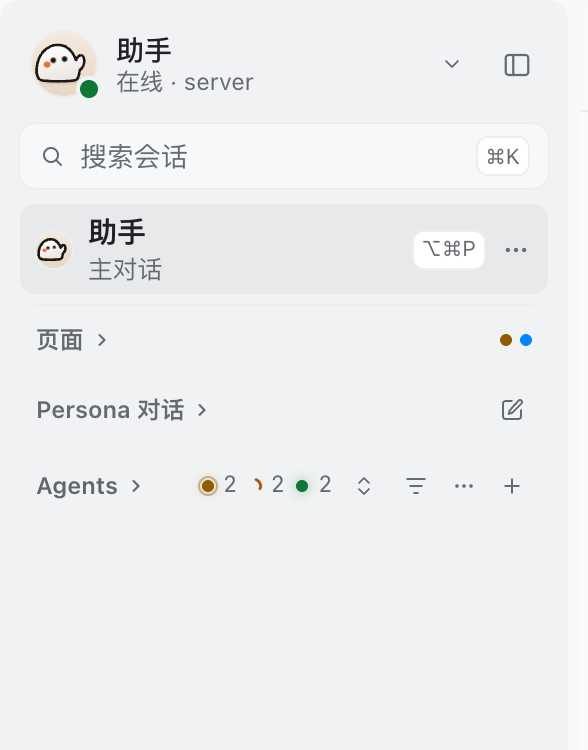 助手
在线 · server
搜索会话 ⌘K
助手
主对话 ⌥⌘P
页面
Persona 对话
Agents 2 2 2